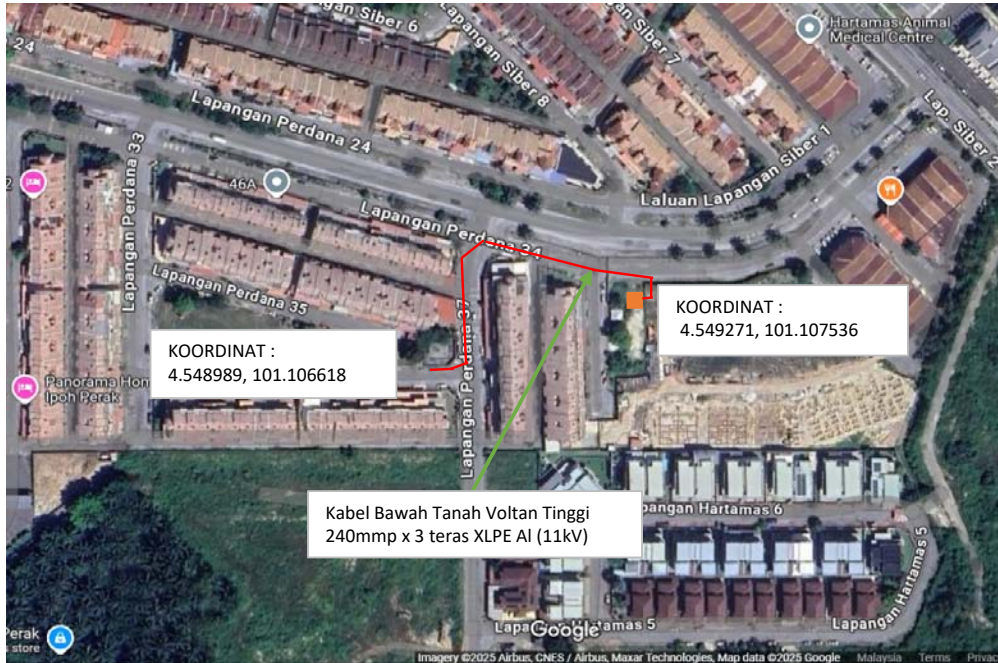 Lapangan Siber 6
Lapangan Siber 7
Lapangan Siber 8
Hartamas Animal
Medical Centre
Lap. Siber 2
24
Lapangan Perdana 24
Lapangan Perdana 33
Laluan Lapangan Siber 1
2
46A
Lapangan Perdana 34
Lapangan Perdana 35
Lapangan Perdana 37
KOORDINAT :
4.549271, 101.107536
KOORDINAT :
4.548989, 101.106618
Panorama Hom
Ipoh Perak
Kabel Bawah Tanah Voltan Tinggi
240mmp x 3 teras XLPE Al (11kV)
pangan Hartamas 6
Lapangan Hartamas 5
Lapangan Hartamas 5
Perak
s store
Google
Imagery ©2025 Airbus, CNES / Airbus, Maxar Technologies, Map data ©2025 Google Malaysia Terms Privac